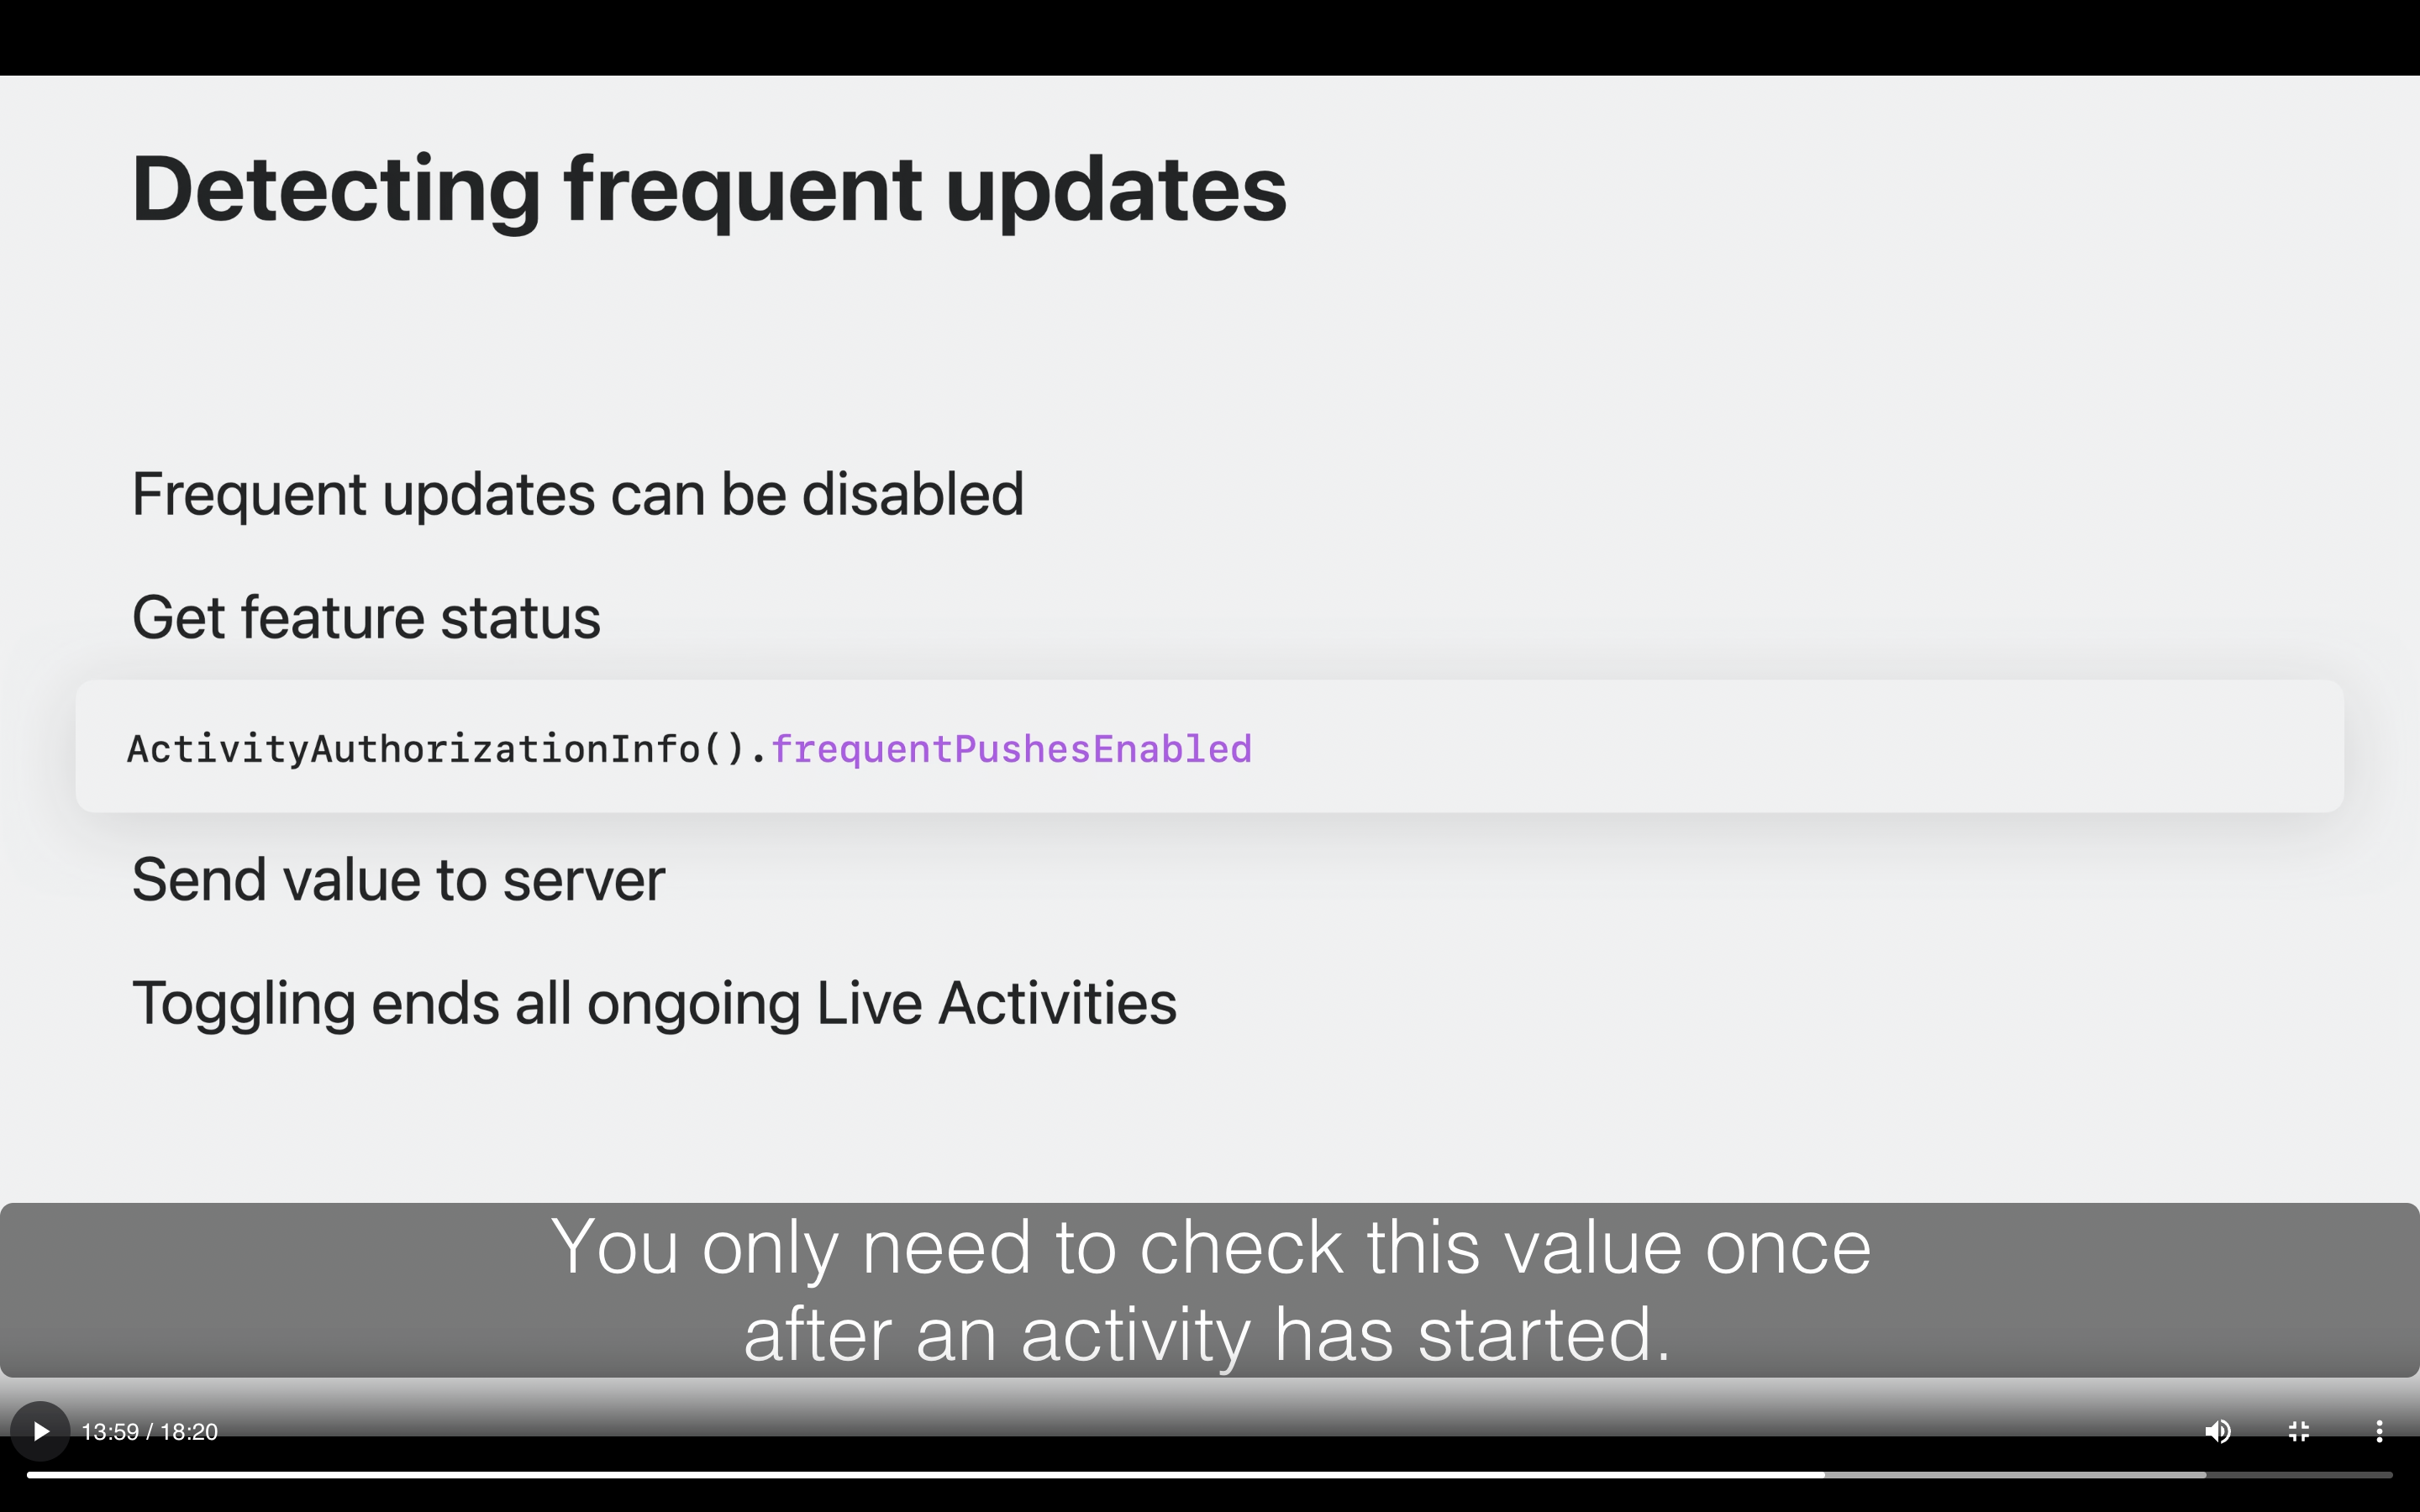 Detecting frequent updates
Frequent updates can be disabled
Get feature status
ActivityAuthorizationInfo().frequentPushesEnabled
Send value to server
Toggling ends all ongoing Live Activities
You only need to check this value once
after an activity has started.
13:59 / 18:20